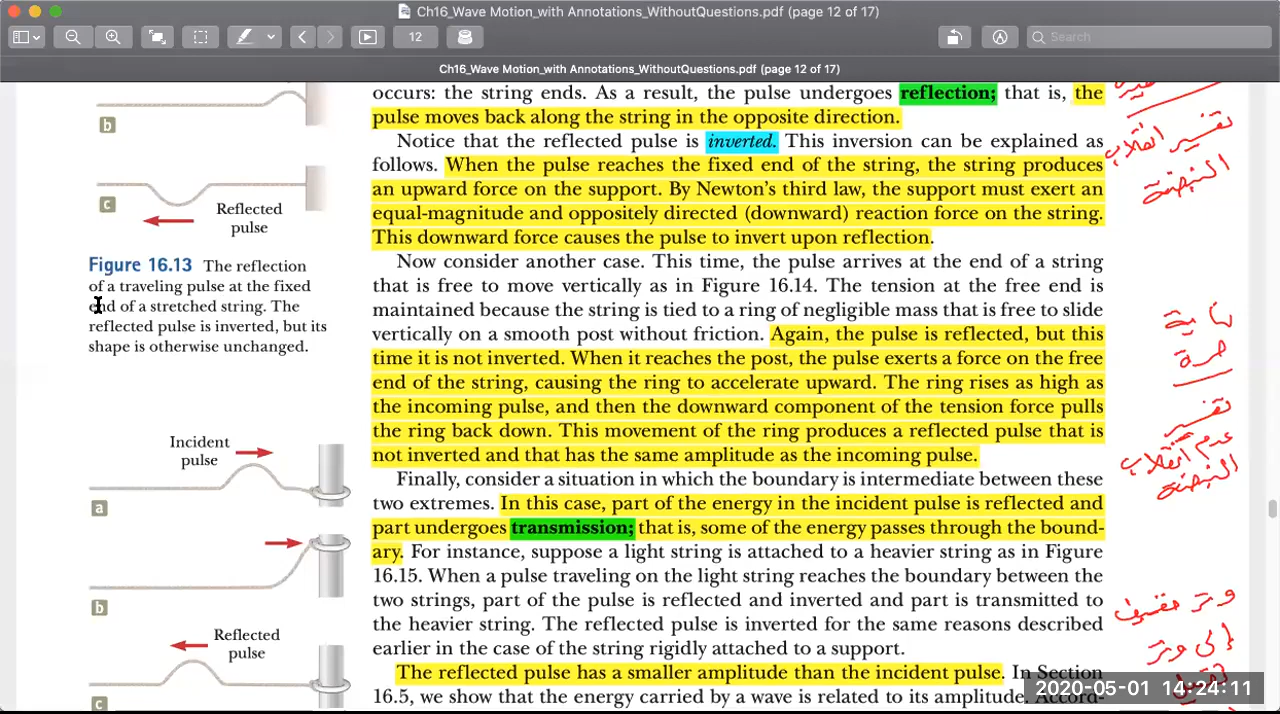 Ch16_Wave Motion_with Annotations_WithoutQuestions.pdf (page 12 of 17)
12
Search
Ch16_Wave Motion_with Annotations_WithoutQuestions.pdf (page 12 of 17)
b
c
Reflected
pulse
Figure 16.13 The reflection
of a traveling pulse at the fixed
end of a stretched string. The
reflected pulse is inverted, but its
shape is otherwise unchanged.
Incident
pulse
a
b
Reflected
pulse
c
occurs: the string ends. As a result, the pulse undergoes reflection; that is, the
pulse moves back along the string in the opposite direction.
Notice that the reflected pulse is inverted. This inversion can be explained as
follows. When the pulse reaches the fixed end of the string, the string produces
an upward force on the support. By Newton's third law, the support must exert an
equal-magnitude and oppositely directed (downward) reaction force on the string.
This downward force causes the pulse to invert upon reflection.
Now consider another case. This time, the pulse arrives at the end of a string
that is free to move vertically as in Figure 16.14. The tension at the free end is
maintained because the string is tied to a ring of negligible mass that is free to slide
vertically on a smooth post without friction. Again, the pulse is reflected, but this
time it is not inverted. When it reaches the post, the pulse exerts a force on the free
end of the string, causing the ring to accelerate upward. The ring rises as high as
the incoming pulse, and then the downward component of the tension force pulls
the ring back down. This movement of the ring produces a reflected pulse that is
not inverted and that has the same amplitude as the incoming pulse.
Finally, consider a situation in which the boundary is intermediate between these
two extremes. In this case, part of the energy in the incident pulse is reflected and
part undergoes transmission; that is, some of the energy passes through the bound-
ary. For instance, suppose a light string is attached to a heavier string as in Figure
16.15. When a pulse traveling on the light string reaches the boundary between the
two strings, part of the pulse is reflected and inverted and part is transmitted to
the heavier string. The reflected pulse is inverted for the same reasons described
earlier in the case of the string rigidly attached to a support.
The reflected pulse has a smaller amplitude than the incident pulse. In Section
16.5, we show that the energy carried by a wave is related to its amplitude. Accord-
تفسير انقلاب
النبضة
نهاية
حرة
تفسير
عدم انقلاب
النبضة
وتر خفيف
إلى وتر
ثقيل
2020-05-01 14:24:11